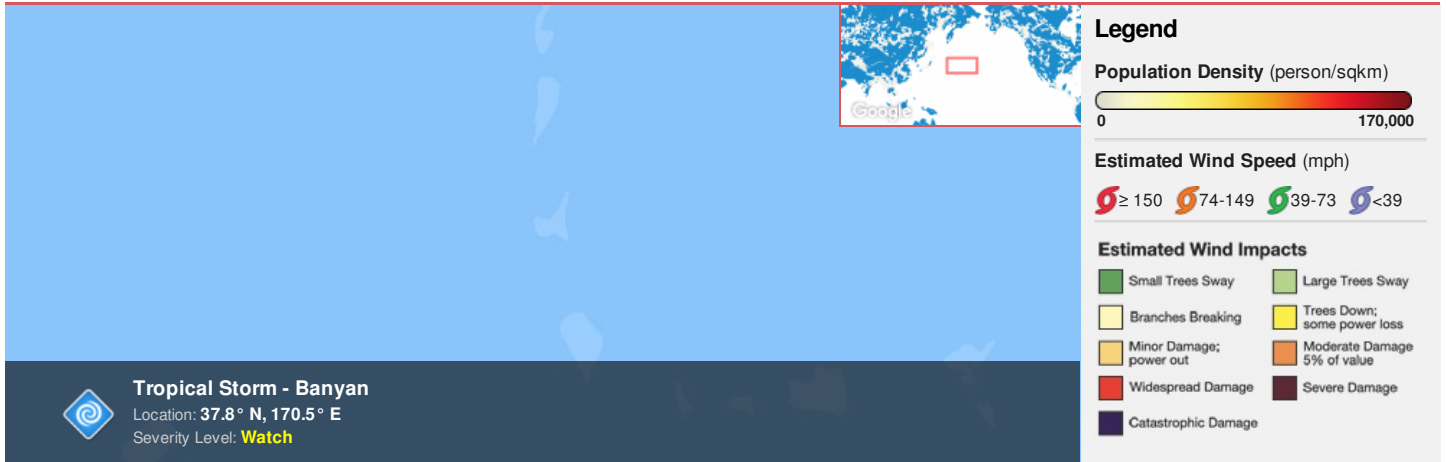 Google
Tropical Storm - Banyan
Location: 37.8° N, 170.5° E
Severity Level: Watch
Legend
Population Density (person/sqkm)
0 170,000
Estimated Wind Speed (mph)
≥ 150 74-149 39-73 <39
Estimated Wind Impacts
Small Trees Sway
Large Trees Sway
Branches Breaking
Trees Down;
some power loss
Minor Damage;
power out
Moderate Damage
5% of value
Widespread Damage
Severe Damage
Catastrophic Damage